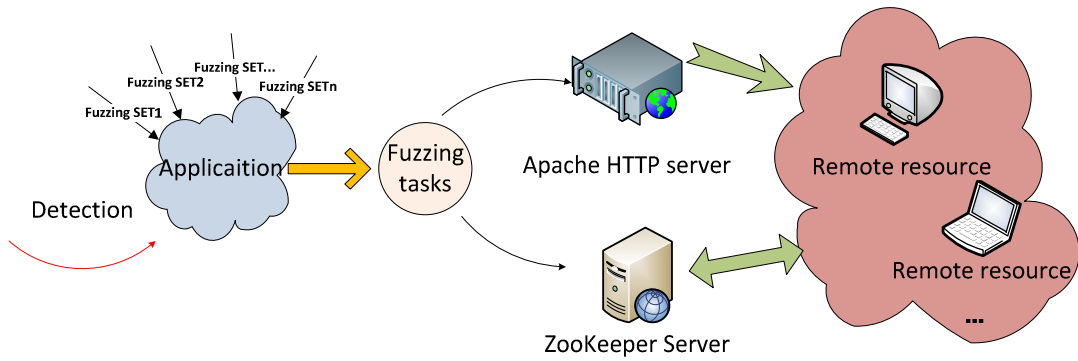 Fuzzing SET1
Fuzzing SET2
Fuzzing SET...
Fuzzing SETn
Applicaition
Detection
Fuzzing
tasks
Apache HTTP server
ZooKeeper Server
Remote resource
Remote resource
...